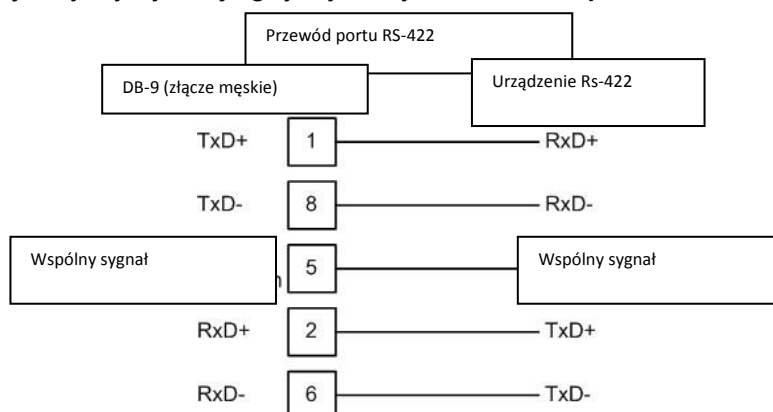 Przewód portu RS-422
DB-9 (złącze męskie)
Urządzenie Rs-422
TxD+ 1 RxD+
TxD- 8 RxD-
Wspólny sygnał 5 Wspólny sygnał
RxD+ 2 TxD+
RxD- 6 TxD-